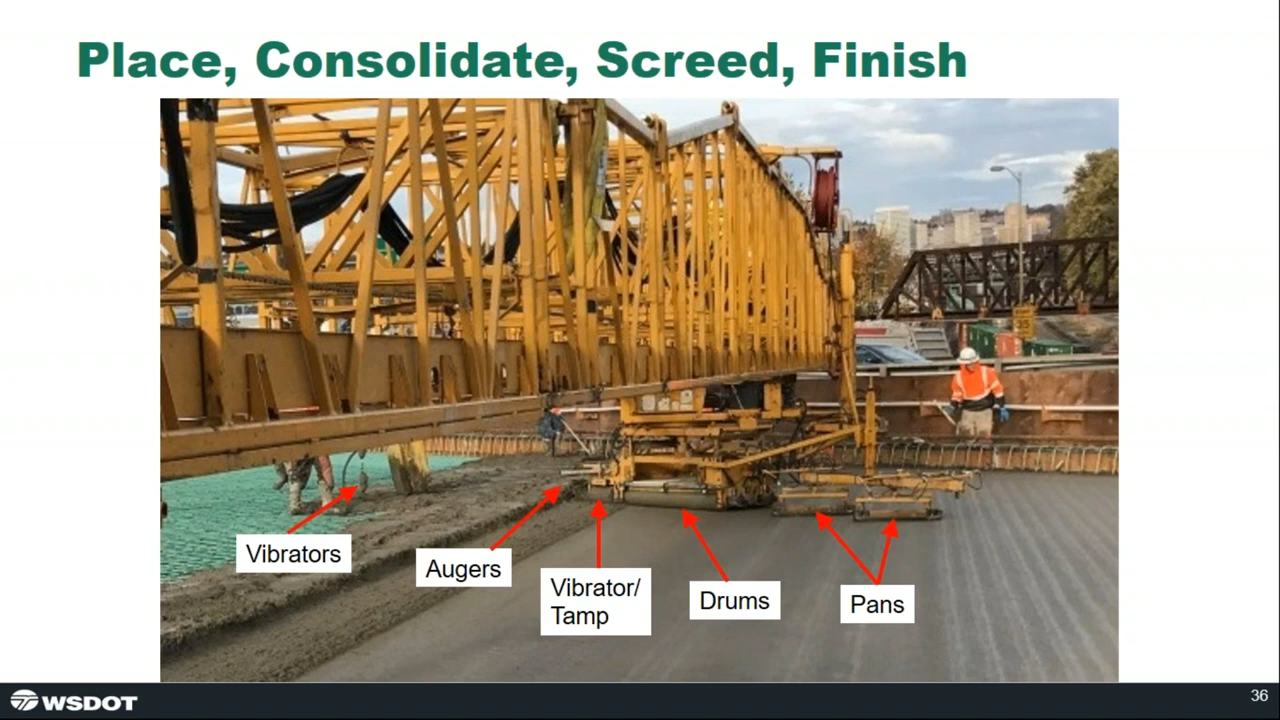 Place, Consolidate, Screed, Finish
Vibrators
Augers
Vibrator/
Tamp
Drums
Pans
WSDOT
36